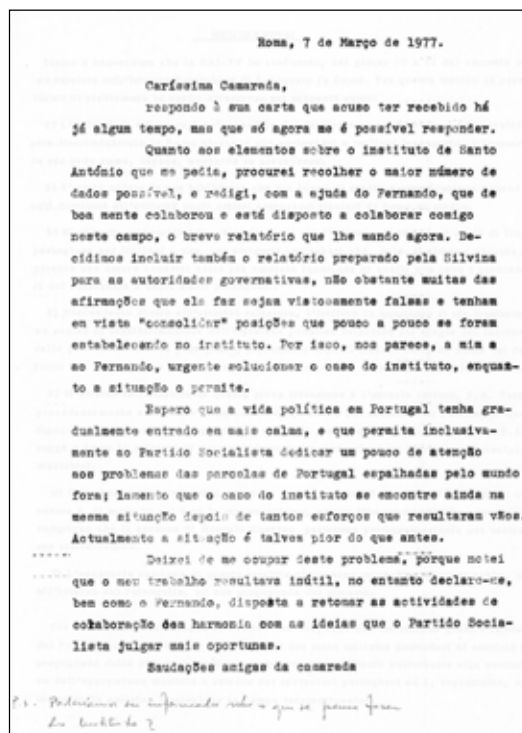 Roma, 7 de Março de 1977.
Caríssima Camarada,
respondo à sua carta que acuso ter recebido há
já algum tempo, mas que só agora me é possível responder.
Quanto aos elementos sobre o instituto de Santo
António que me pedia, procurei recolher o maior número de
dados possível, e redigi, com a ajuda do Fernando, que de
boa mente colaborou e está disposto a colaborar comigo
neste campo, o breve relatório que lhe mando agora. De-
cidimos incluir também o relatório preparado pela Silvina
para as autoridades governativas, não obstante muitas das
afirmações que ela faz sejam vistosamente falsas e tenham
em vista "consolidar" posições que pouco a pouco se foram
estabelecendo no instituto. Por isso, nos parece, a mim e
ao Fernando, urgente solucionar o caso do instituto, enquan-
to a situação o permite.
Espero que a vida política em Portugal tenha gra-
dualmente entrado em mais calma, e que permita inclusiva-
mente ao Partido Socialista dedicar um pouco de atenção
aos problemas das parcelas de Portugal espalhadas pelo mundo
fora; lamento que o caso do instituto se encontre ainda na
mesma situação depois de tantos esforços que resultaram vãos.
Actualmente a situação é talvez pior do que antes.
Deixei de me ocupar deste problema, porque notei
que o meu trabalho resultava inútil, no entanto declaro-me,
bem como o Fernando, disposta a retomar as actividades de
colaboração em harmonia com as ideias que o Partido Socia-
lista julgar mais oportunas.
Saudações amigas da camarada
P.S. Poderíamos ser informados sobre o que se possa fazer